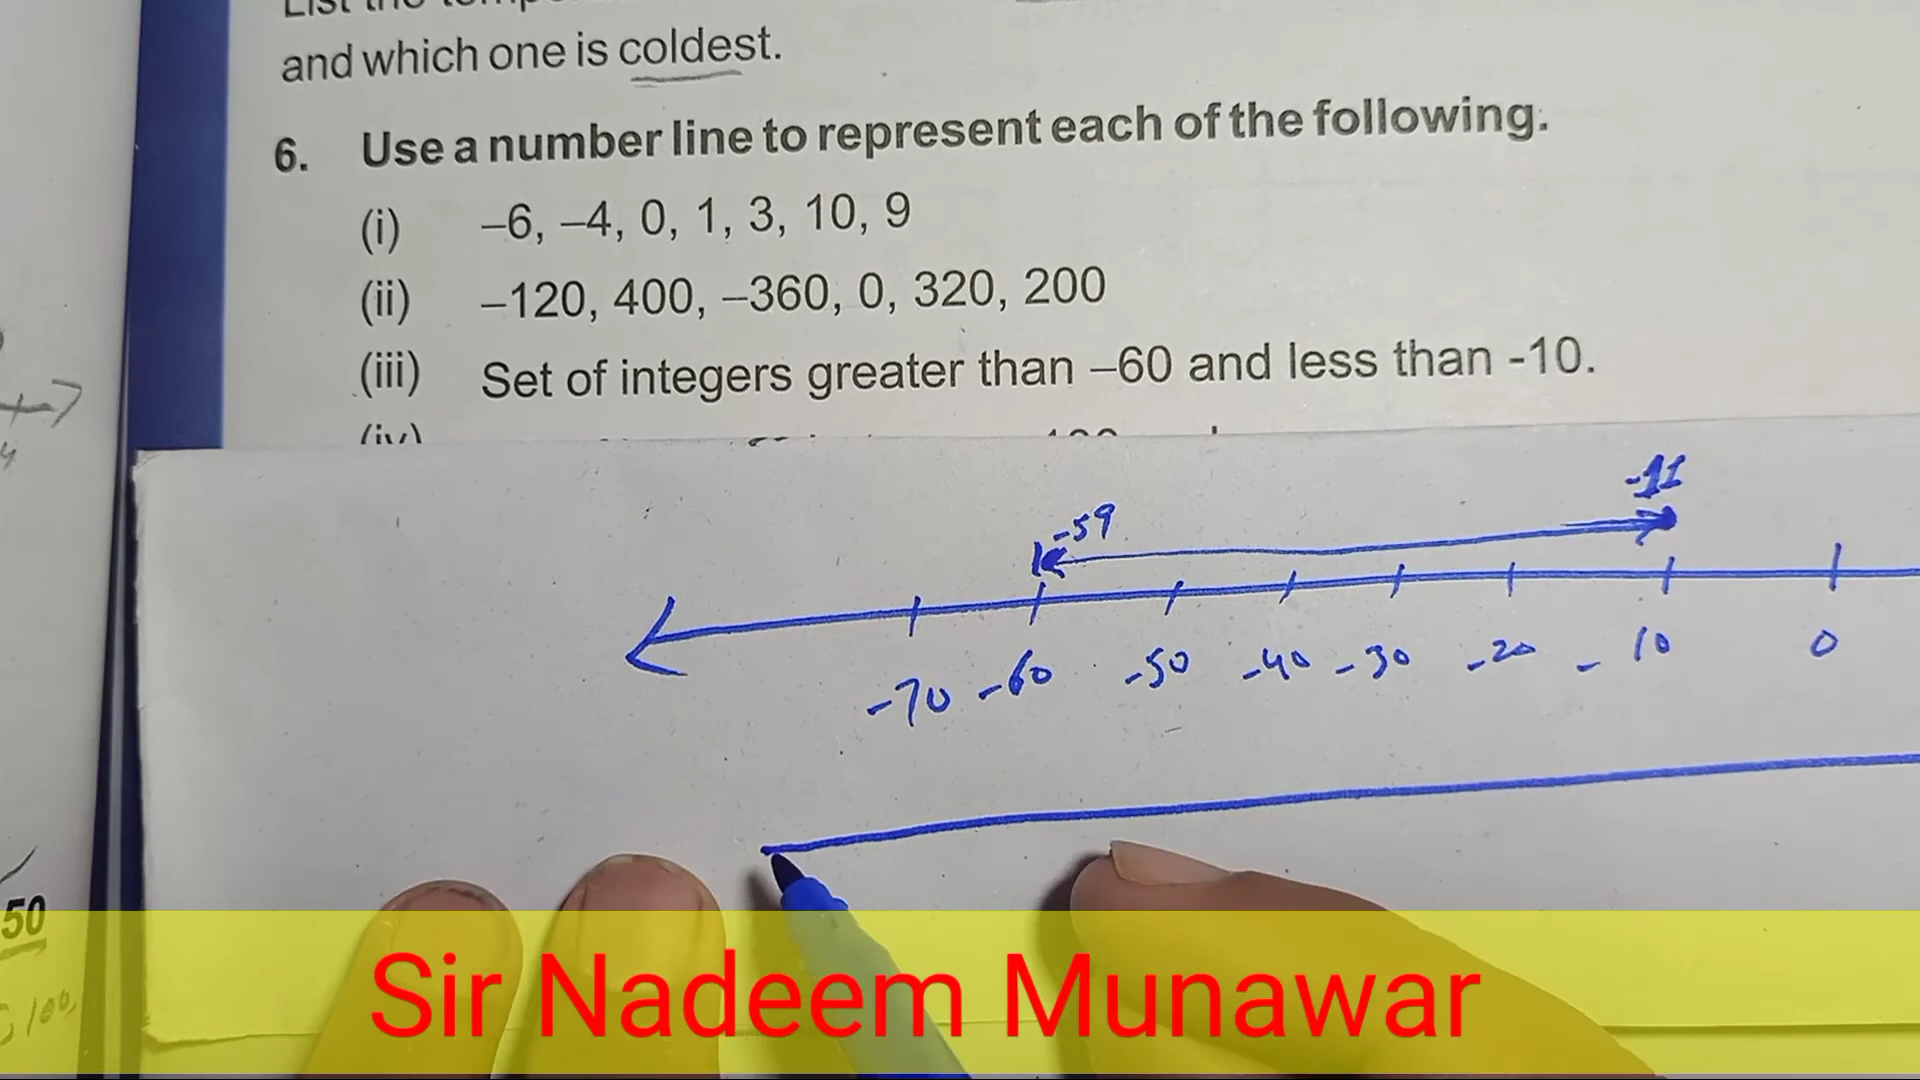 and which one is coldest.
6. Use a number line to represent each of the following.
(i) –6, –4, 0, 1, 3, 10, 9
(ii) –120, 400, –360, 0, 320, 200
(iii) Set of integers greater than –60 and less than -10.
-59 -11
-70 -60 -50 -40 -30 -20 -10 0
50
Sir Nadeem Munawar